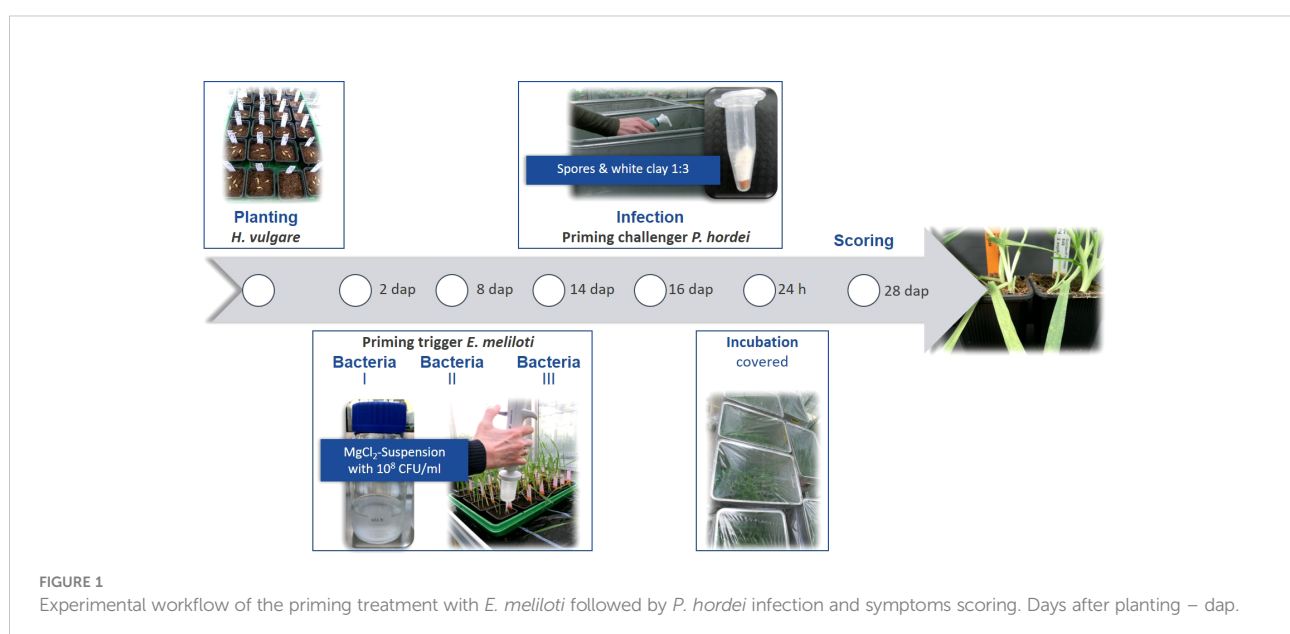 Planting
H. vulgare
Spores & white clay 1:3
Infection
Priming challenger P. hordei
Scoring
2 dap
8 dap
14 dap
16 dap
24 h
28 dap
Priming trigger E. meliloti
Bacteria Bacteria Bacteria
I II III
MgCl₂-Suspension
with 10⁸ CFU/ml
Incubation
covered
FIGURE 1
Experimental workflow of the priming treatment with E. meliloti followed by P. hordei infection and symptoms scoring. Days after planting – dap.